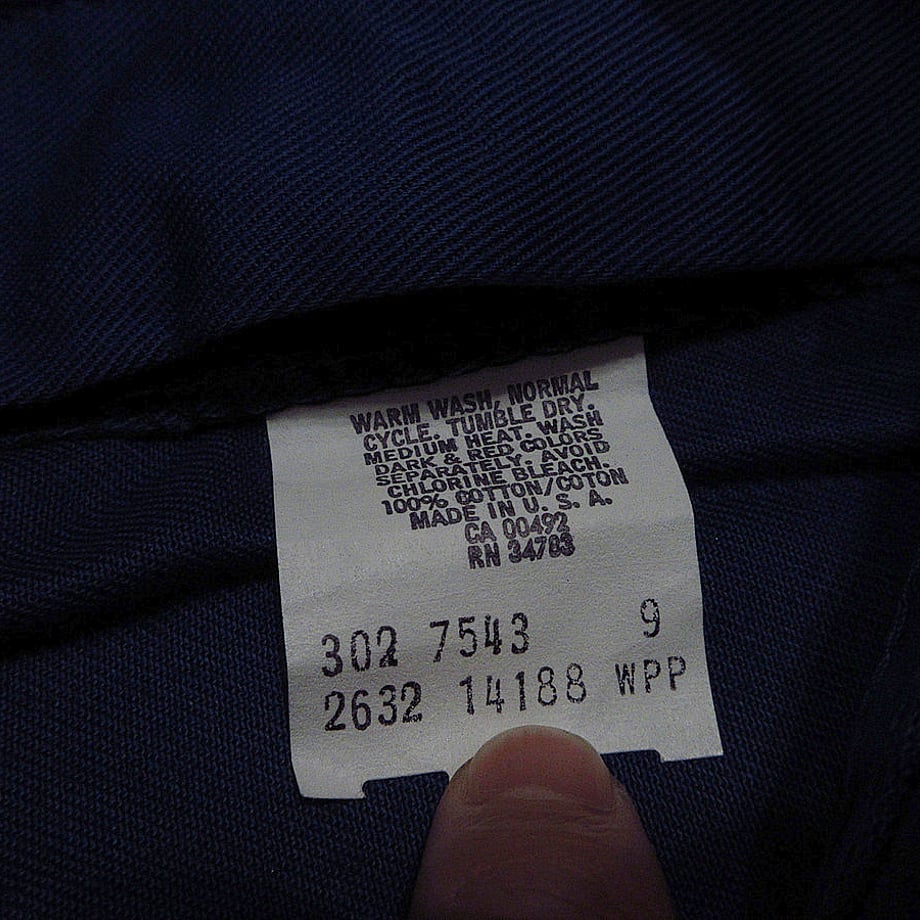 WARM WASH, NORMAL
CYCLE. TUMBLE DRY.
MEDIUM HEAT. WASH
DARK & RED COLORS
SEPARATELY. AVOID
CHLORINE BLEACH.
100% COTTON/COTON
MADE IN U. S. A.
CA 00492
RN 34783
302 7543 9
2632 14188 WPP